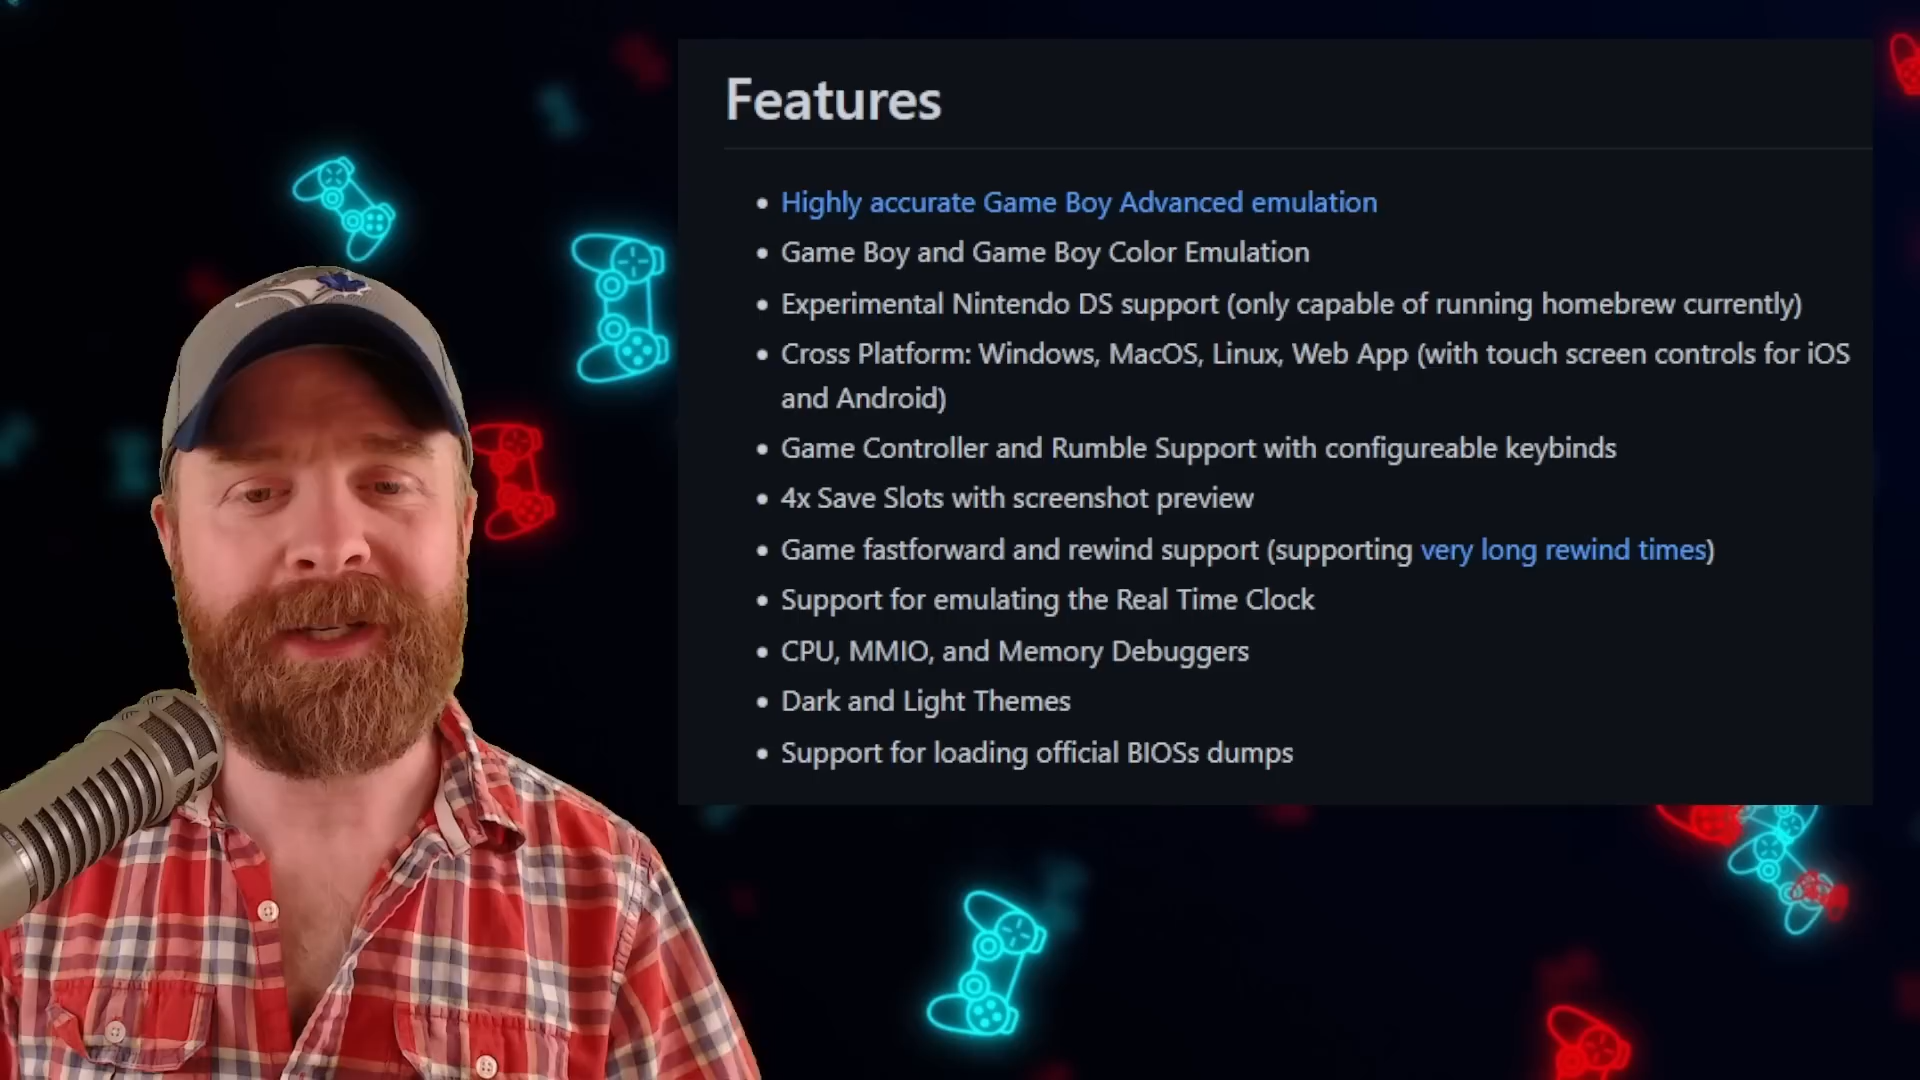 Features
Highly accurate Game Boy Advanced emulation
Game Boy and Game Boy Color Emulation
Experimental Nintendo DS support (only capable of running homebrew currently)
Cross Platform: Windows, MacOS, Linux, Web App (with touch screen controls for iOS
and Android)
Game Controller and Rumble Support with configureable keybinds
4x Save Slots with screenshot preview
Game fastforward and rewind support (supporting very long rewind times)
Support for emulating the Real Time Clock
CPU, MMIO, and Memory Debuggers
Dark and Light Themes
Support for loading official BIOSs dumps